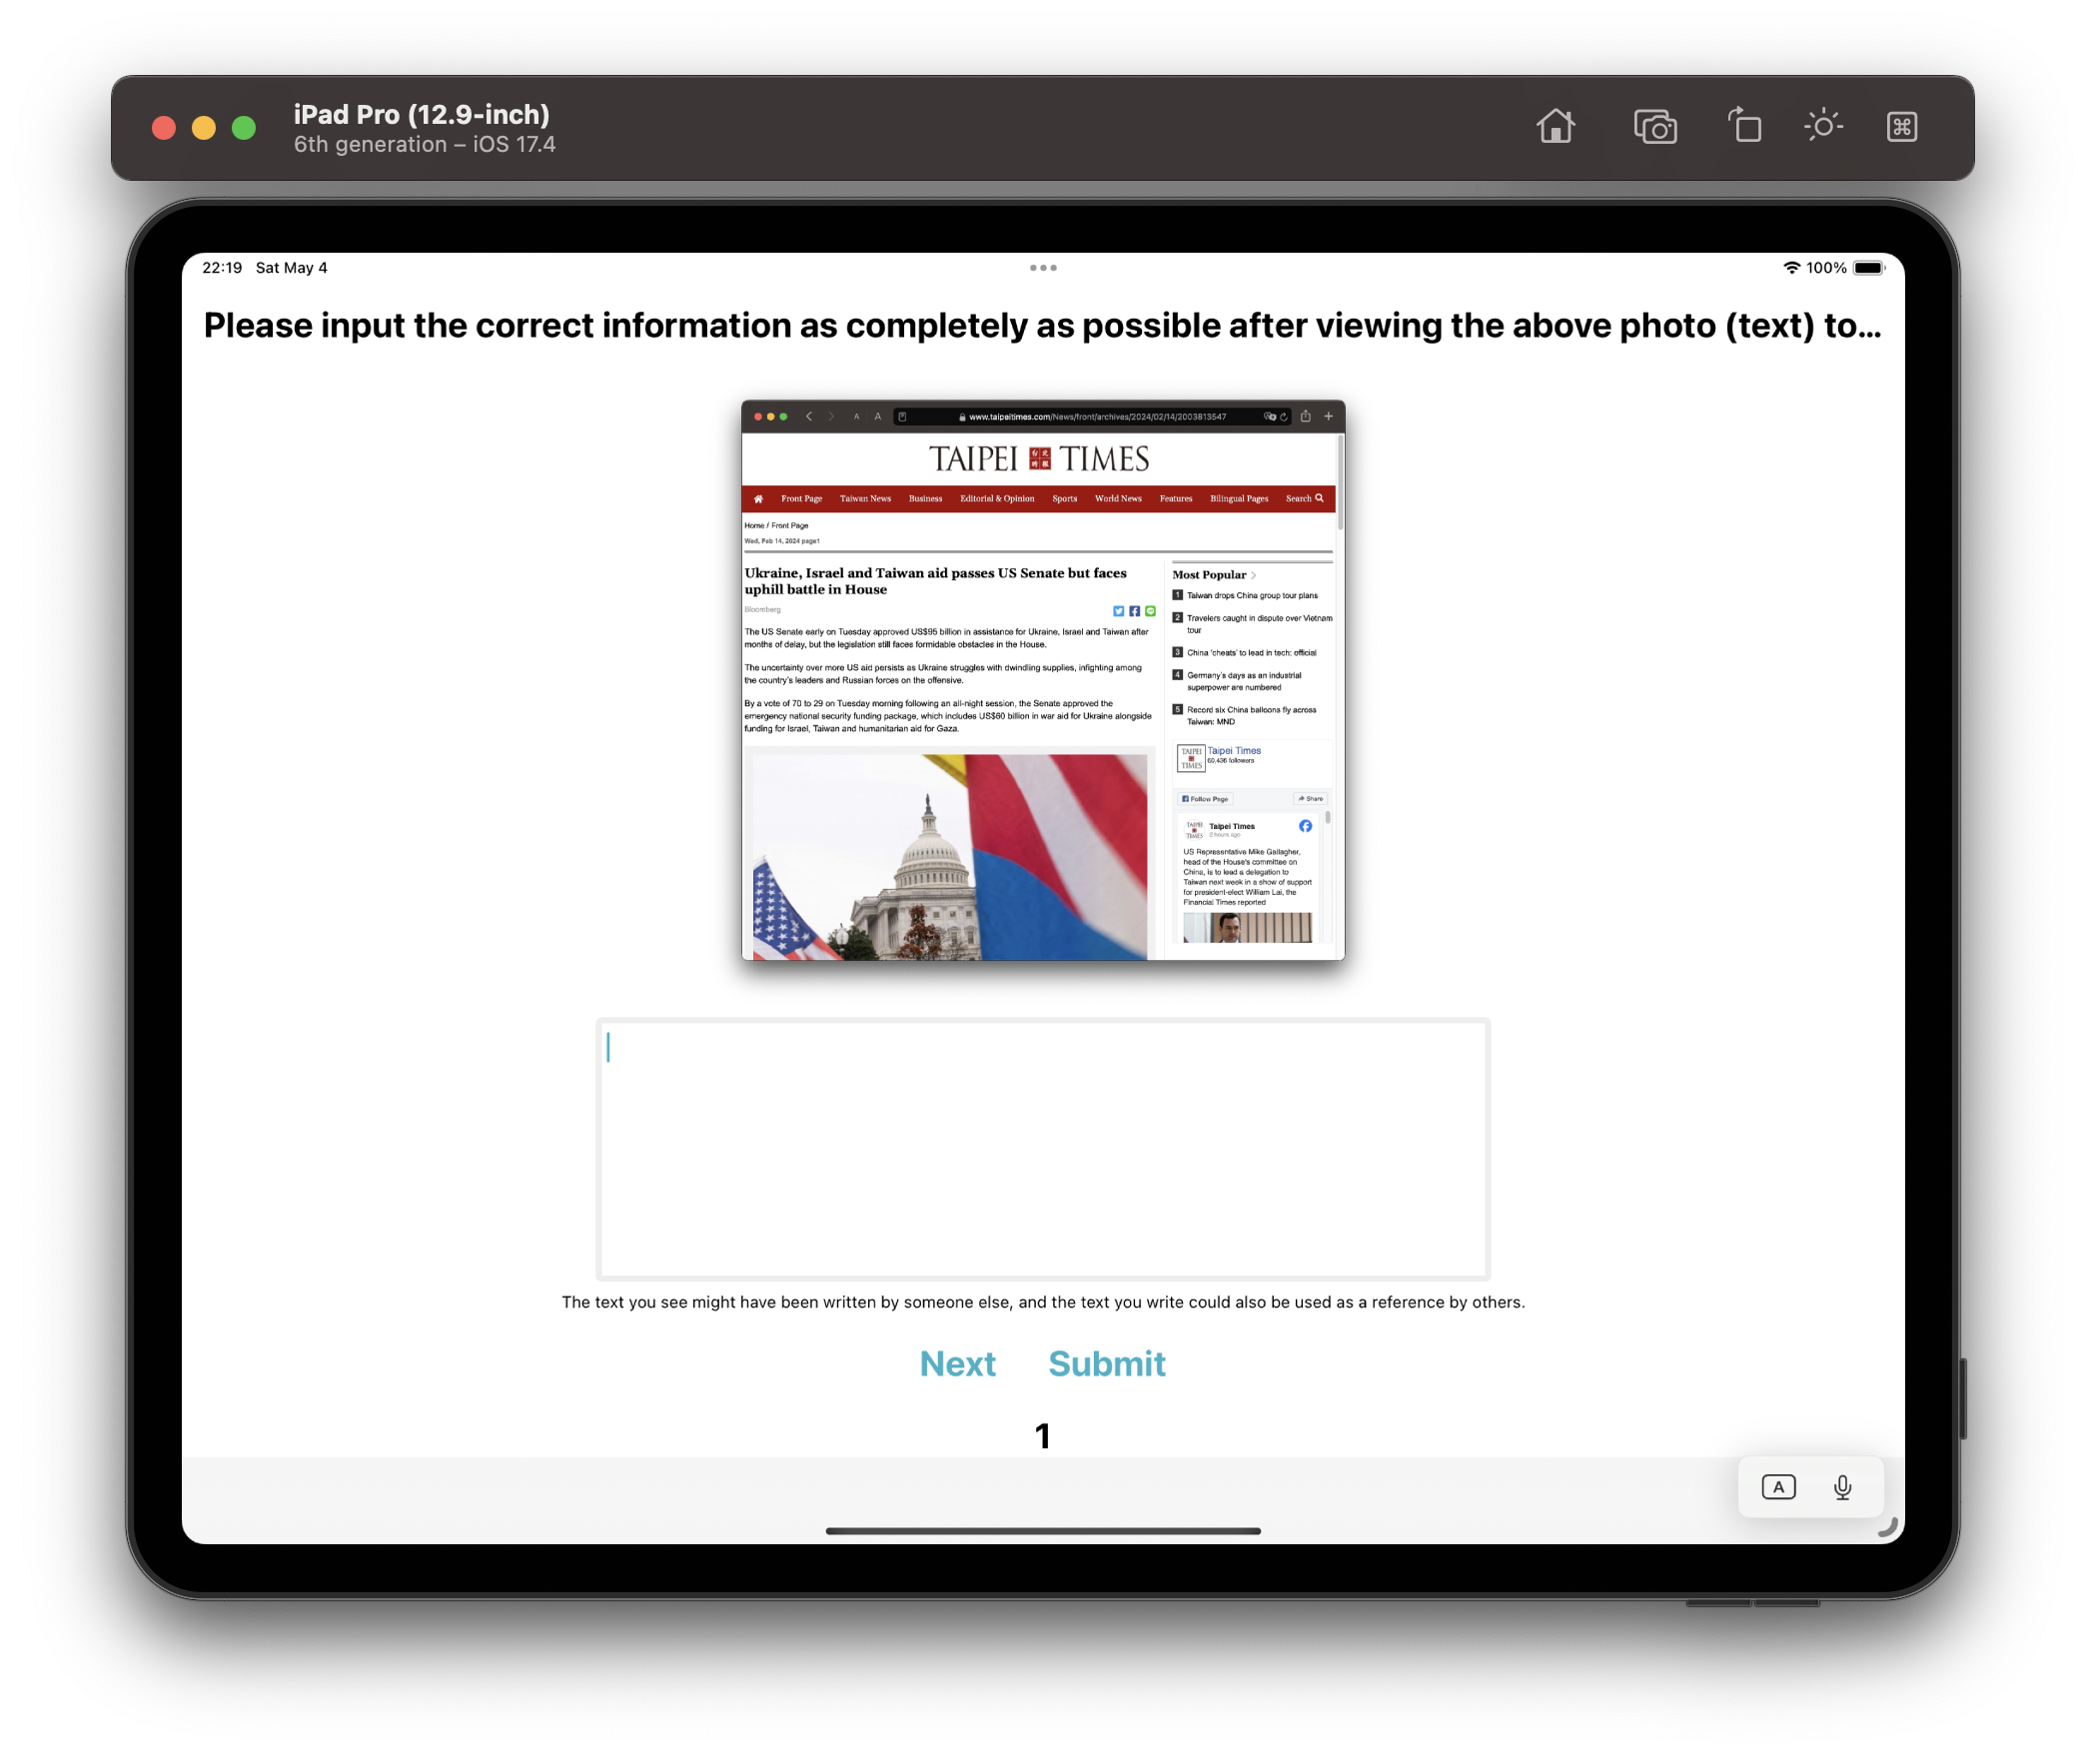 iPad Pro (12.9-inch)
6th generation – iOS 17.4
22:19 Sat May 4
100%
Please input the correct information as completely as possible after viewing the above photo (text) to...
www.taipeitimes.com/News/front/archives/2024/02/14/2003813547
TAIPEI 台北時報 TIMES
Front Page Taiwan News Business Editorial & Opinion Sports World News Features Bilingual Pages Search
Home / Front Page
Wed, Feb 14, 2024 page1
Ukraine, Israel and Taiwan aid passes US Senate but faces
uphill battle in House
Bloomberg
The US Senate early on Tuesday approved US$95 billion in assistance for Ukraine, Israel and Taiwan after
months of delay, but the legislation still faces formidable obstacles in the House.
The uncertainty over more US aid persists as Ukraine struggles with dwindling supplies, infighting among
the country's leaders and Russian forces on the offensive.
By a vote of 70 to 29 on Tuesday morning following an all-night session, the Senate approved the
emergency national security funding package, which includes US$60 billion in war aid for Ukraine alongside
funding for Israel, Taiwan and humanitarian aid for Gaza.
Most Popular >
1 Taiwan drops China group tour plans
2 Travelers caught in dispute over Vietnam
tour
3 China 'cheats' to lead in tech: official
4 Germany's days as an industrial
superpower are numbered
5 Record six China balloons fly across
Taiwan: MND
TAIPEI
TIMES
Taipei Times
60,436 followers
Follow Page
Share
TAIPEI
TIMES
Taipei Times
2 hours ago
US Representative Mike Gallagher,
head of the House's committee on
China, is to lead a delegation to
Taiwan next week in a show of support
for president-elect William Lai, the
Financial Times reported
The text you see might have been written by someone else, and the text you write could also be used as a reference by others.
Next Submit
1
A